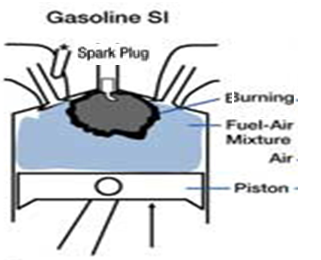 Gasoline SI
Spark Plug
Burning
Fuel-Air
Mixture
Air
Piston